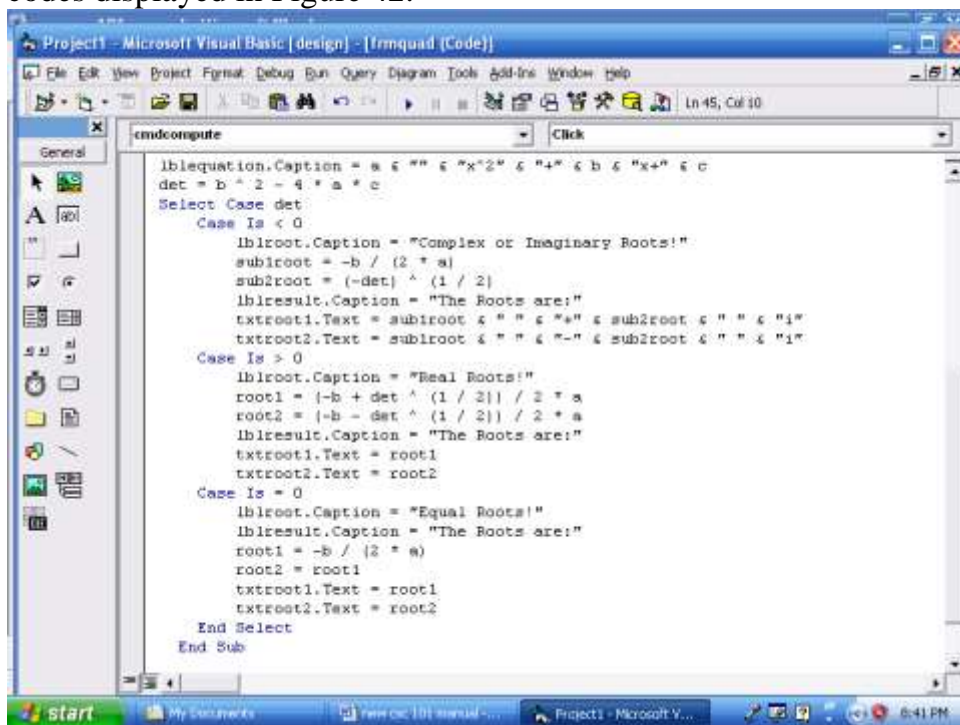 codes displayed in Figure 42.
Project1 - Microsoft Visual Basic [design] - [frmquad (Code)]
File Edit View Project Format Debug Run Query Diagram Tools Add-Ins Window Help
Ln 45, Col 10
General
cmdcompute
Click
lblequation.Caption = a & "" & "x^2" & "+" & b & "x+" & c
det = b ^ 2 - 4 * a * c
Select Case det
Case Is < 0
lblroot.Caption = "Complex or Imaginary Roots!"
sub1root = -b / (2 * a)
sub2root = (-det) ^ (1 / 2)
lblresult.Caption = "The Roots are:"
txtroot1.Text = sub1root & " " & "+" & sub2root & " " & "i"
txtroot2.Text = sub1root & " " & "-" & sub2root & " " & "i"
Case Is > 0
lblroot.Caption = "Real Roots!"
root1 = (-b + det ^ (1 / 2)) / 2 * a
root2 = (-b - det ^ (1 / 2)) / 2 * a
lblresult.Caption = "The Roots are:"
txtroot1.Text = root1
txtroot2.Text = root2
Case Is = 0
lblroot.Caption = "Equal Roots!"
lblresult.Caption = "The Roots are:"
root1 = -b / (2 * a)
root2 = root1
txtroot1.Text = root1
txtroot2.Text = root2
End Select
End Sub
start
My Documents
new csc 101 manual -...
Project1 - Microsoft V...
8:41 PM